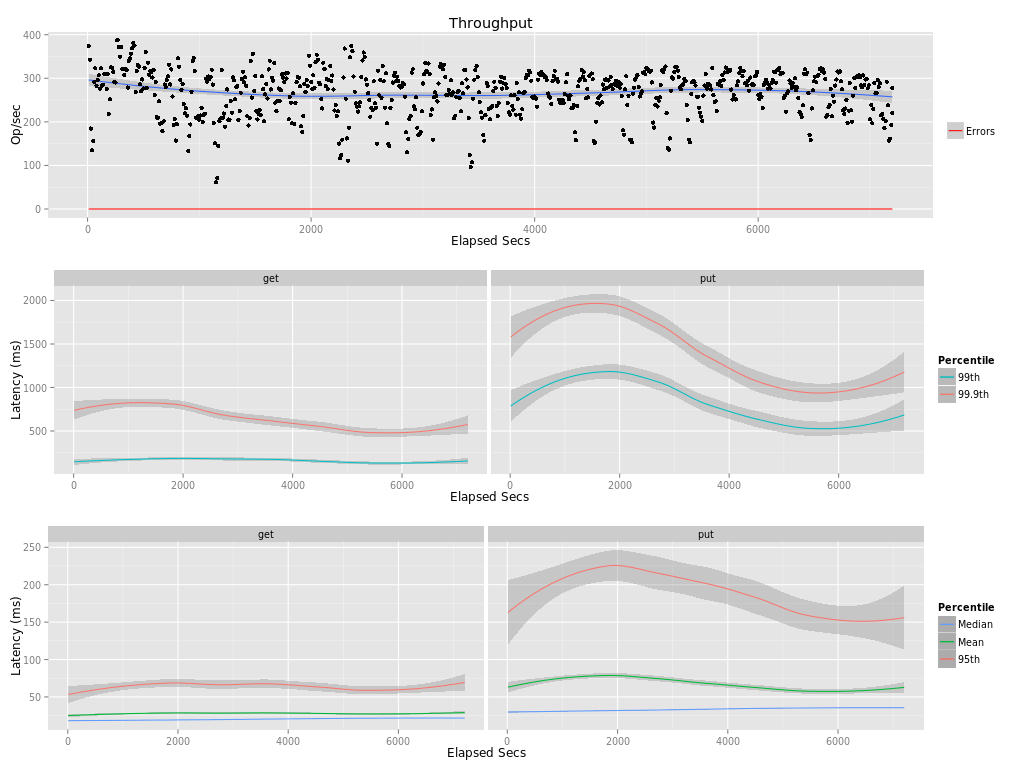 Throughput
400
300
200
100
0
Op/sec
0 2000 4000 6000
Elapsed Secs
Errors
get put
2000
1500
1000
500
Latency (ms)
0 2000 4000 6000 0 2000 4000 6000
Elapsed Secs
Percentile
99th
99.9th
get put
250
200
150
100
50
Latency (ms)
0 2000 4000 6000 0 2000 4000 6000
Elapsed Secs
Percentile
Median
Mean
95th